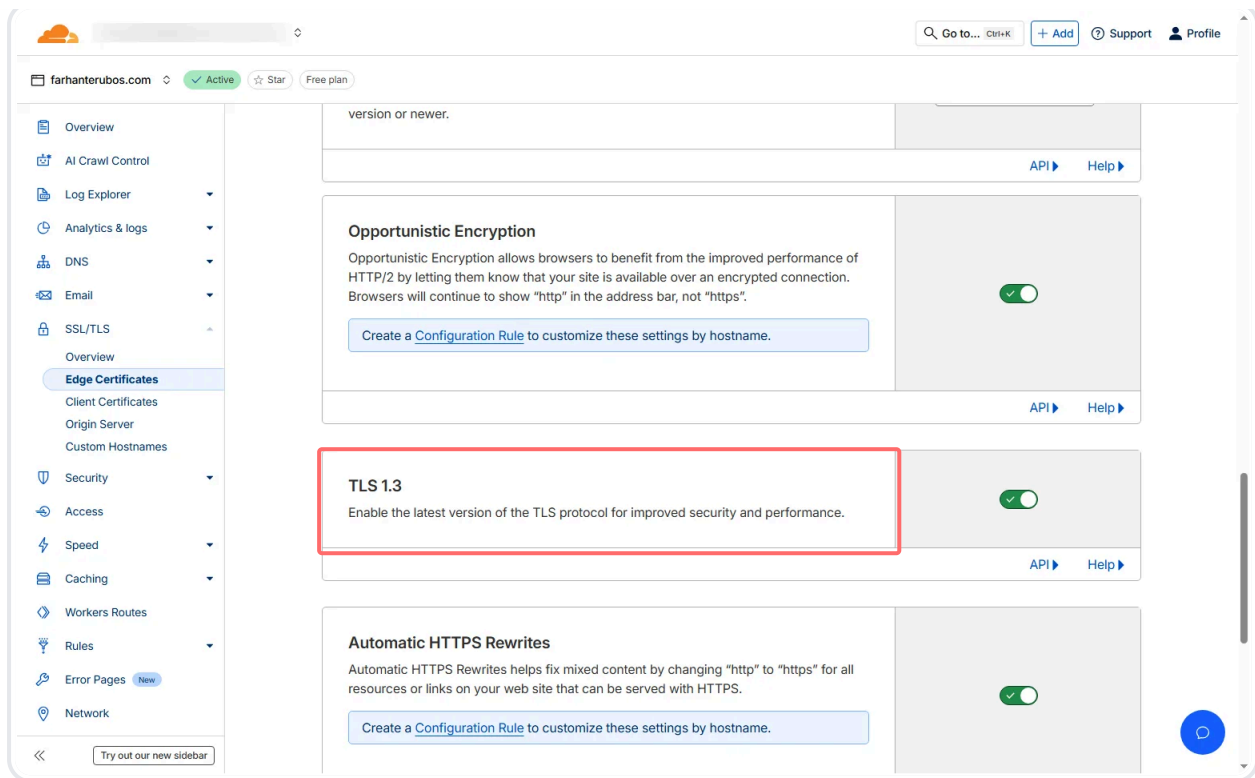 Go to... Ctrl+K
+ Add
Support
Profile
farhanterubos.com
Active
Star
Free plan
Overview
AI Crawl Control
Log Explorer
Analytics & logs
DNS
Email
SSL/TLS
Overview
Edge Certificates
Client Certificates
Origin Server
Custom Hostnames
Security
Access
Speed
Caching
Workers Routes
Rules
Error Pages New
Network
Try out our new sidebar
version or newer.
API
Help
Opportunistic Encryption
Opportunistic Encryption allows browsers to benefit from the improved performance of
HTTP/2 by letting them know that your site is available over an encrypted connection.
Browsers will continue to show “http” in the address bar, not “https”.
Create a Configuration Rule to customize these settings by hostname.
API
Help
TLS 1.3
Enable the latest version of the TLS protocol for improved security and performance.
API
Help
Automatic HTTPS Rewrites
Automatic HTTPS Rewrites helps fix mixed content by changing “http” to “https” for all
resources or links on your web site that can be served with HTTPS.
Create a Configuration Rule to customize these settings by hostname.